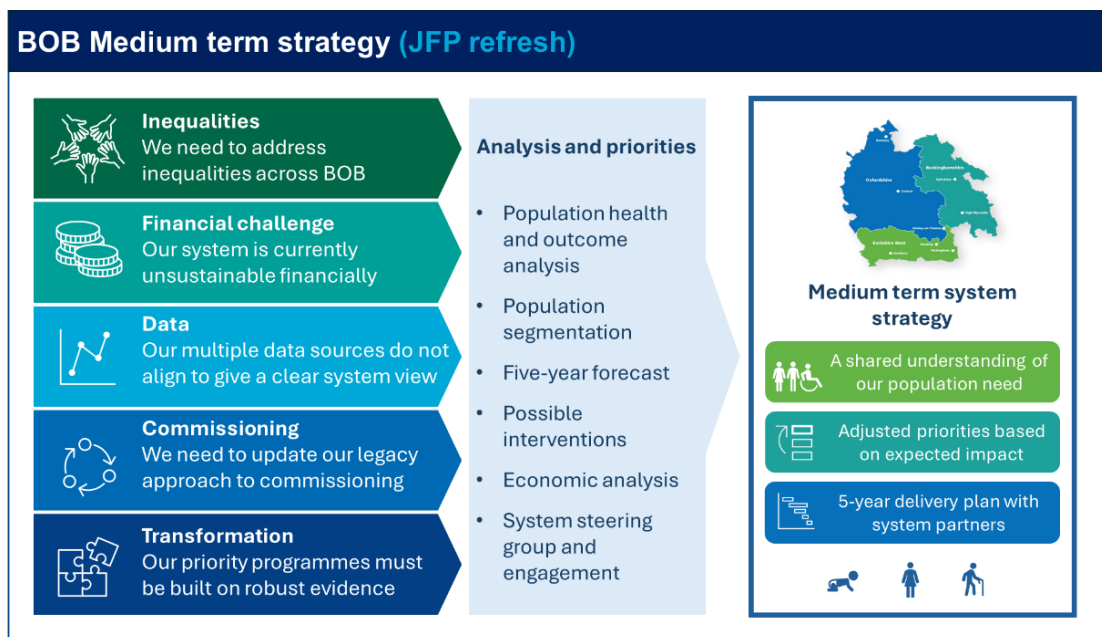 BOB Medium term strategy (JFP refresh)
Inequalities
We need to address
inequalities across BOB
Financial challenge
Our system is currently
unsustainable financially
Data
Our multiple data sources do not
align to give a clear system view
Commissioning
We need to update our legacy
approach to commissioning
Transformation
Our priority programmes must
be built on robust evidence
Analysis and priorities
• Population health
and outcome
analysis
• Population
segmentation
• Five-year forecast
• Possible
interventions
• Economic analysis
• System steering
group and
engagement
Oxfordshire
Buckinghamshire
Oxford
High Wycombe
Berkshire West
Medium term system
strategy
A shared understanding of
our population need
Adjusted priorities based
on expected impact
5-year delivery plan with
system partners